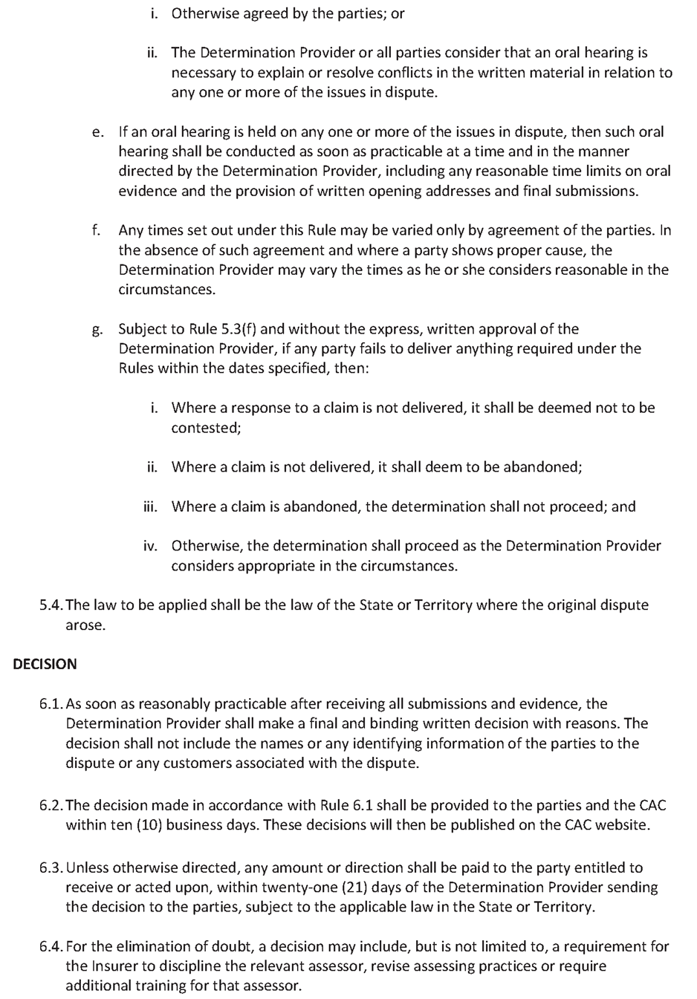 i. Otherwise agreed by the parties; or
ii. The Determination Provider or all parties consider that an oral hearing is
necessary to explain or resolve conflicts in the written material in relation to
any one or more of the issues in dispute.
e. If an oral hearing is held on any one or more of the issues in dispute, then such oral
hearing shall be conducted as soon as practicable at a time and in the manner
directed by the Determination Provider, including any reasonable time limits on oral
evidence and the provision of written opening addresses and final submissions.
f. Any times set out under this Rule may be varied only by agreement of the parties. In
the absence of such agreement and where a party shows proper cause, the
Determination Provider may vary the times as he or she considers reasonable in the
circumstances.
g. Subject to Rule 5.3(f) and without the express, written approval of the
Determination Provider, if any party fails to deliver anything required under the
Rules within the dates specified, then:
i. Where a response to a claim is not delivered, it shall be deemed not to be
contested;
ii. Where a claim is not delivered, it shall deem to be abandoned;
iii. Where a claim is abandoned, the determination shall not proceed; and
iv. Otherwise, the determination shall proceed as the Determination Provider
considers appropriate in the circumstances.
5.4. The law to be applied shall be the law of the State or Territory where the original dispute
arose.
DECISION
6.1. As soon as reasonably practicable after receiving all submissions and evidence, the
Determination Provider shall make a final and binding written decision with reasons. The
decision shall not include the names or any identifying information of the parties to the
dispute or any customers associated with the dispute.
6.2. The decision made in accordance with Rule 6.1 shall be provided to the parties and the CAC
within ten (10) business days. These decisions will then be published on the CAC website.
6.3. Unless otherwise directed, any amount or direction shall be paid to the party entitled to
receive or acted upon, within twenty-one (21) days of the Determination Provider sending
the decision to the parties, subject to the applicable law in the State or Territory.
6.4. For the elimination of doubt, a decision may include, but is not limited to, a requirement for
the Insurer to discipline the relevant assessor, revise assessing practices or require
additional training for that assessor.